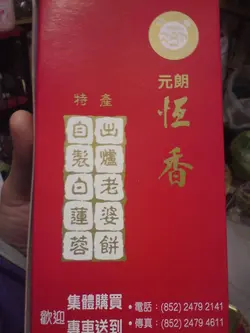 元朗
恆香
特產
出爐老婆餅
自製白蓮蓉
歡迎
集體購買
專車送到
•電話：(852) 2479 2141
•傳真：(852) 2479 4611